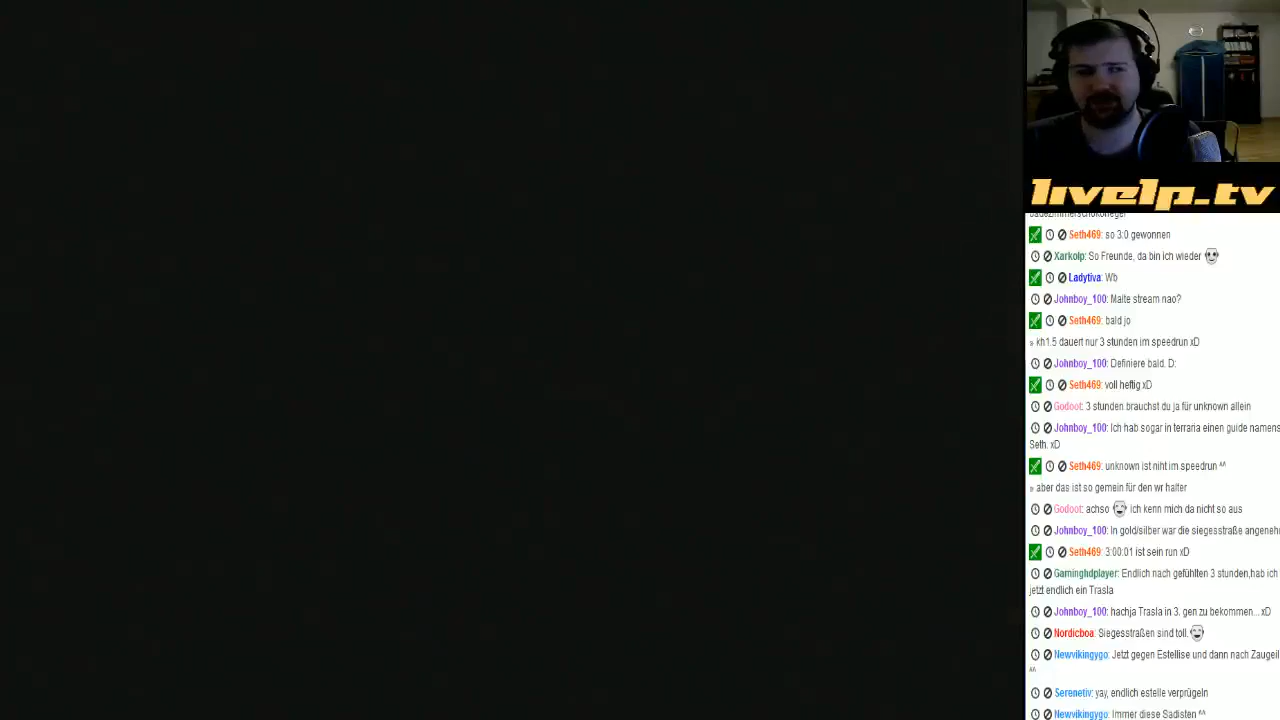 livelp.tv
Seth469: so 3:0 gewonnen
Xarkolp: So Freunde, da bin ich wieder
Ladytiva: Wb
Johnboy_100: Malte stream nao?
Seth469: bald jo
» kh1.5 dauert nur 3 stunden im speedrun xD
Johnboy_100: Definiere bald. D:
Seth469: voll heftig xD
Godoot: 3 stunden brauchst du ja für unknown allein
Johnboy_100: Ich hab sogar in terraria einen guide namens
Seth. xD
Seth469: unknown ist niht im speedrun ^^
» aber das ist so gemein für den wr halter
Godoot: achso ich kenn mich da nicht so aus
Johnboy_100: In gold/silber war die siegesstraße angeneh
Seth469: 3:00:01 ist sein run xD
Gaminghdplayer: Endlich nach gefühlten 3 stunden,hab ich
jetzt endlich ein Trasla
Johnboy_100: hachja Trasla in 3. gen zu bekommen... xD
Nordicboa: Siegesstraßen sind toll.
Newvikingygo: Jetzt gegen Estellise und dann nach Zaugeil
^^
Serenetiv: yay, endlich estelle verprügeln
Newvikingygo: Immer diese Sadisten ^^